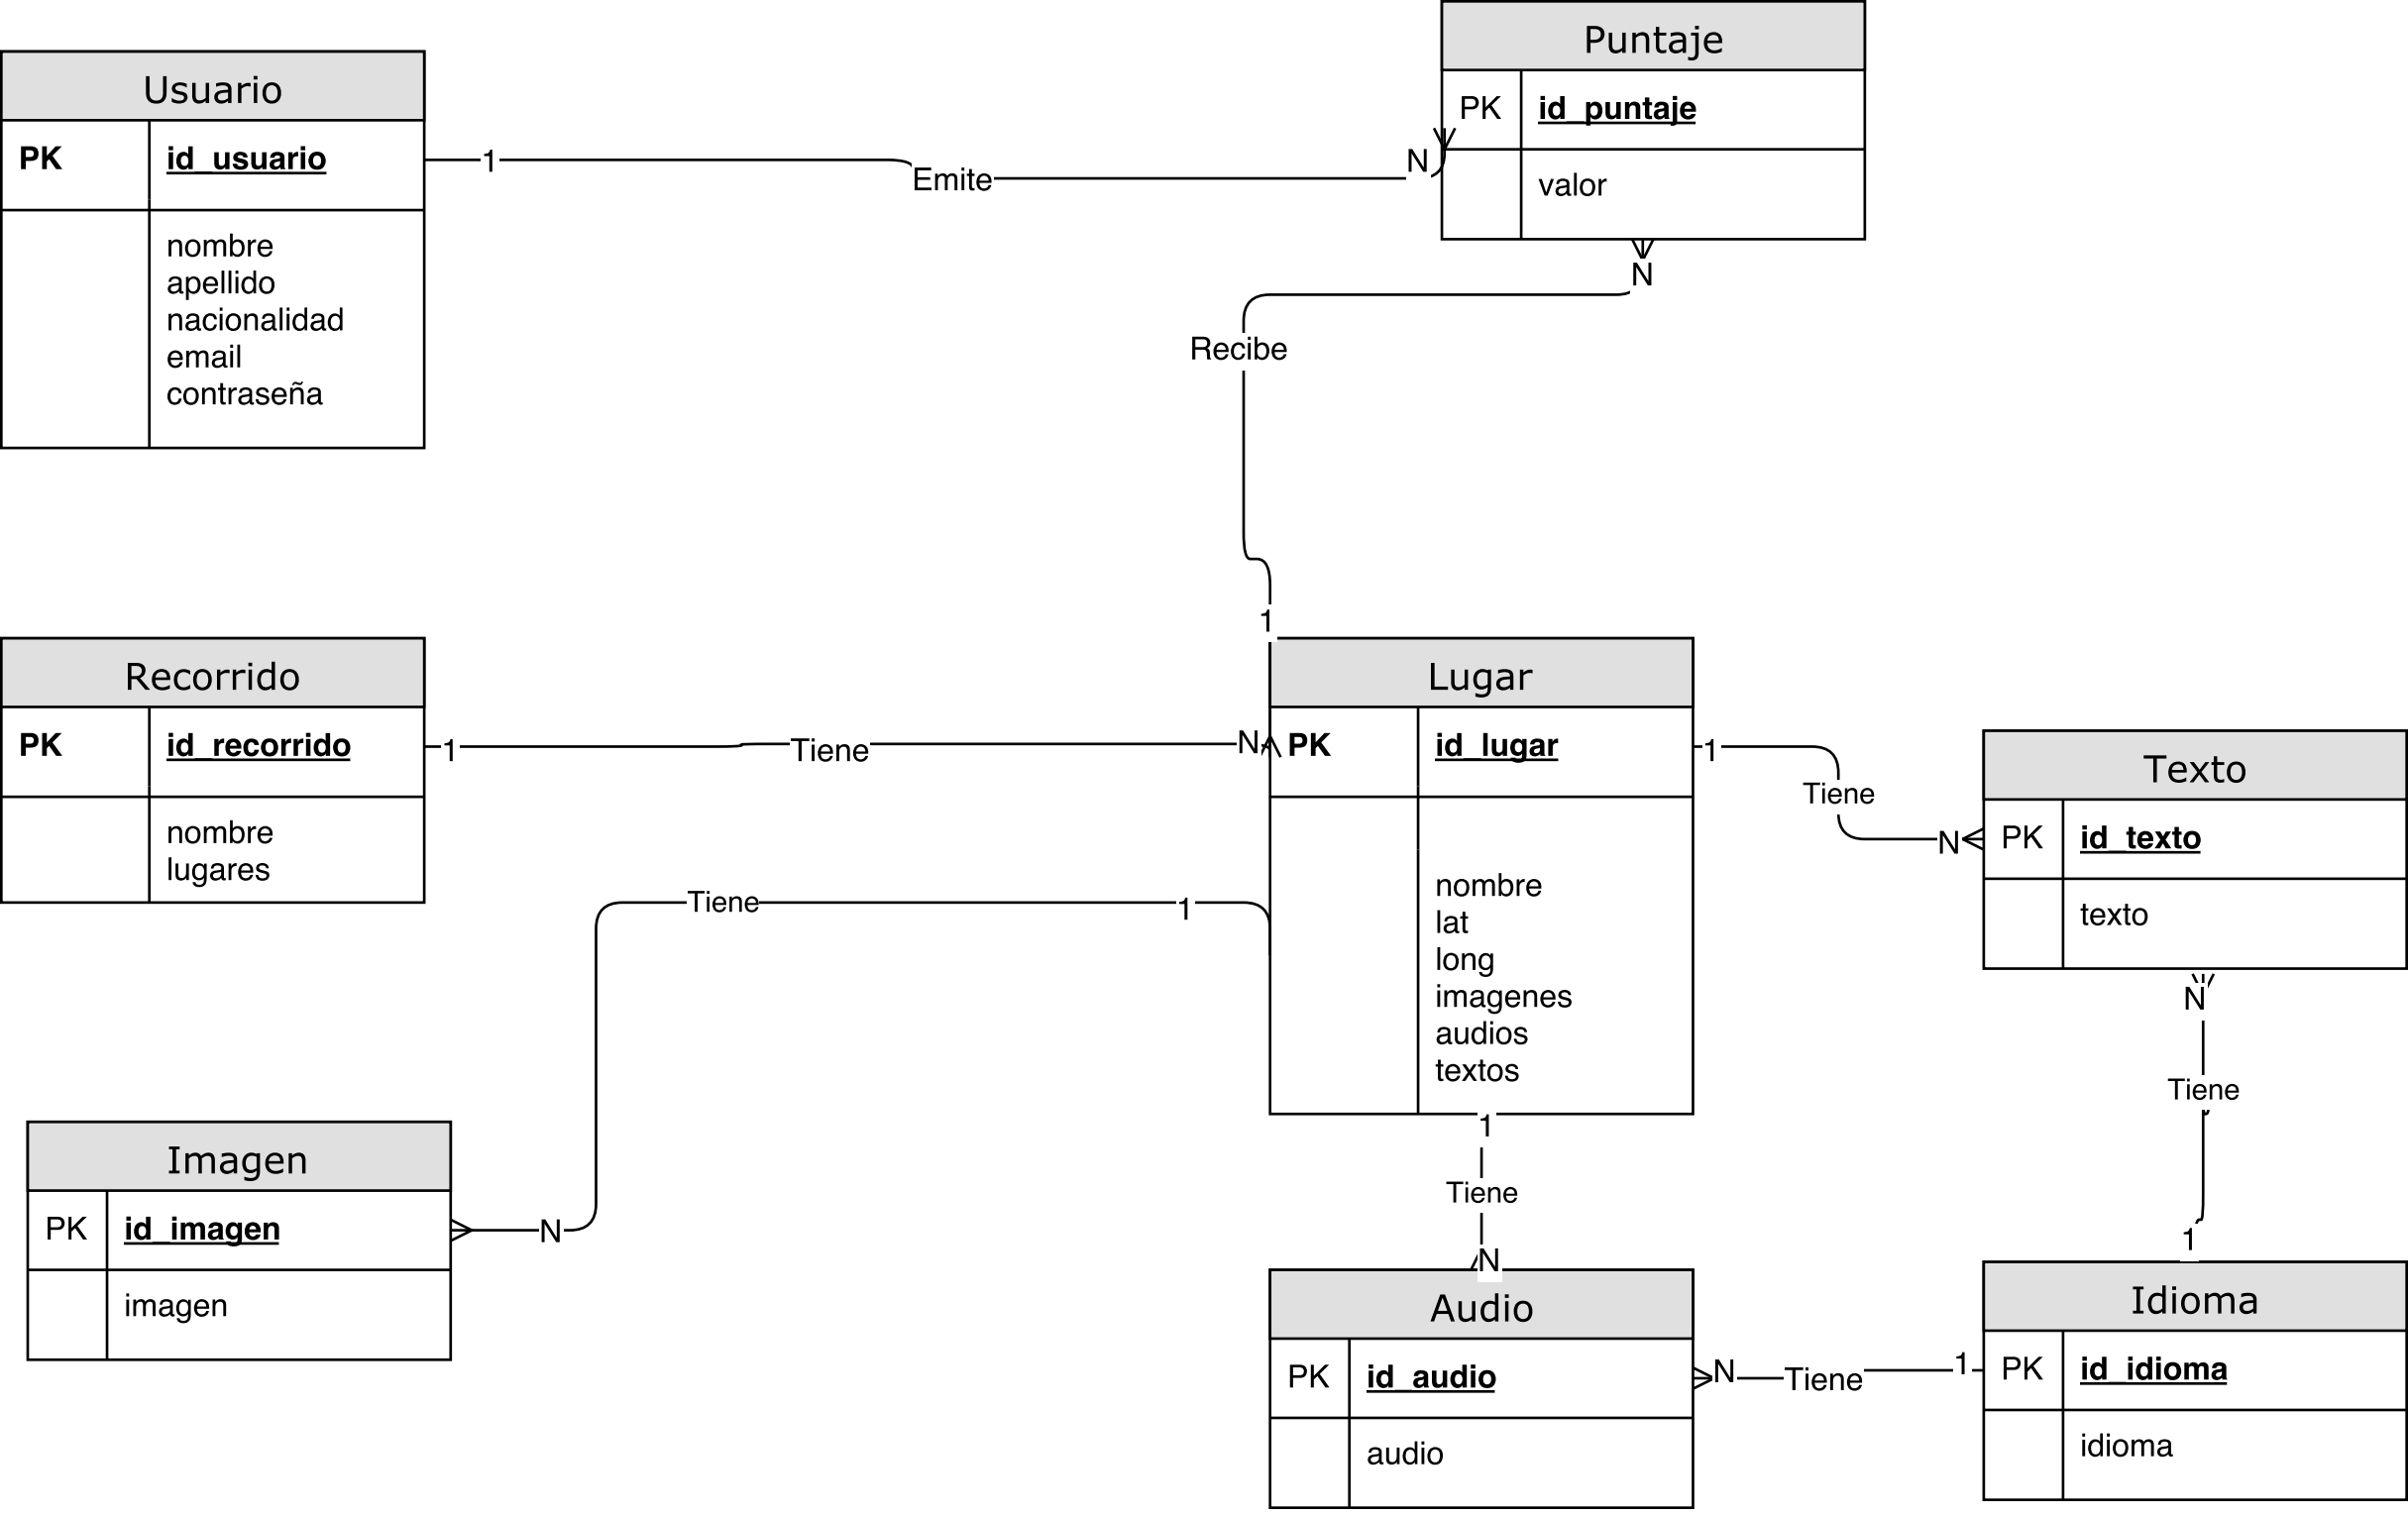 Puntaje
PK id_puntaje
valor
Usuario
PK id_usuario
nombre
apellido
nacionalidad
email
contraseña
1
Emite
N
N
Recibe
1
Recorrido
PK id_recorrido
nombre
lugares
1
Tiene
N
Lugar
PK id_lugar
nombre
lat
long
imagenes
audios
textos
1
Tiene
N
Texto
PK id_texto
texto
Tiene
1
N
Imagen
PK id_imagen
imagen
1
Tiene
N
N
Tiene
1
Audio
PK id_audio
audio
N
Tiene
1
Idioma
PK id_idioma
idioma